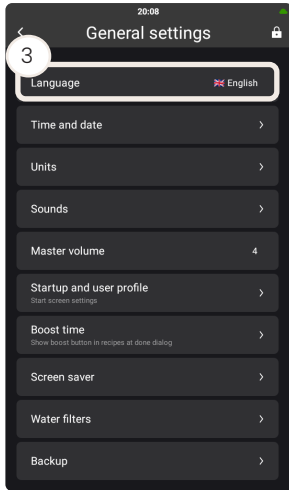 20:08
General settings
3
Language 🇬🇧 English
Time and date
Units
Sounds
Master volume 4
Startup and user profile
Start screen settings
Boost time
Show boost button in recipes at done dialog
Screen saver
Water filters
Backup